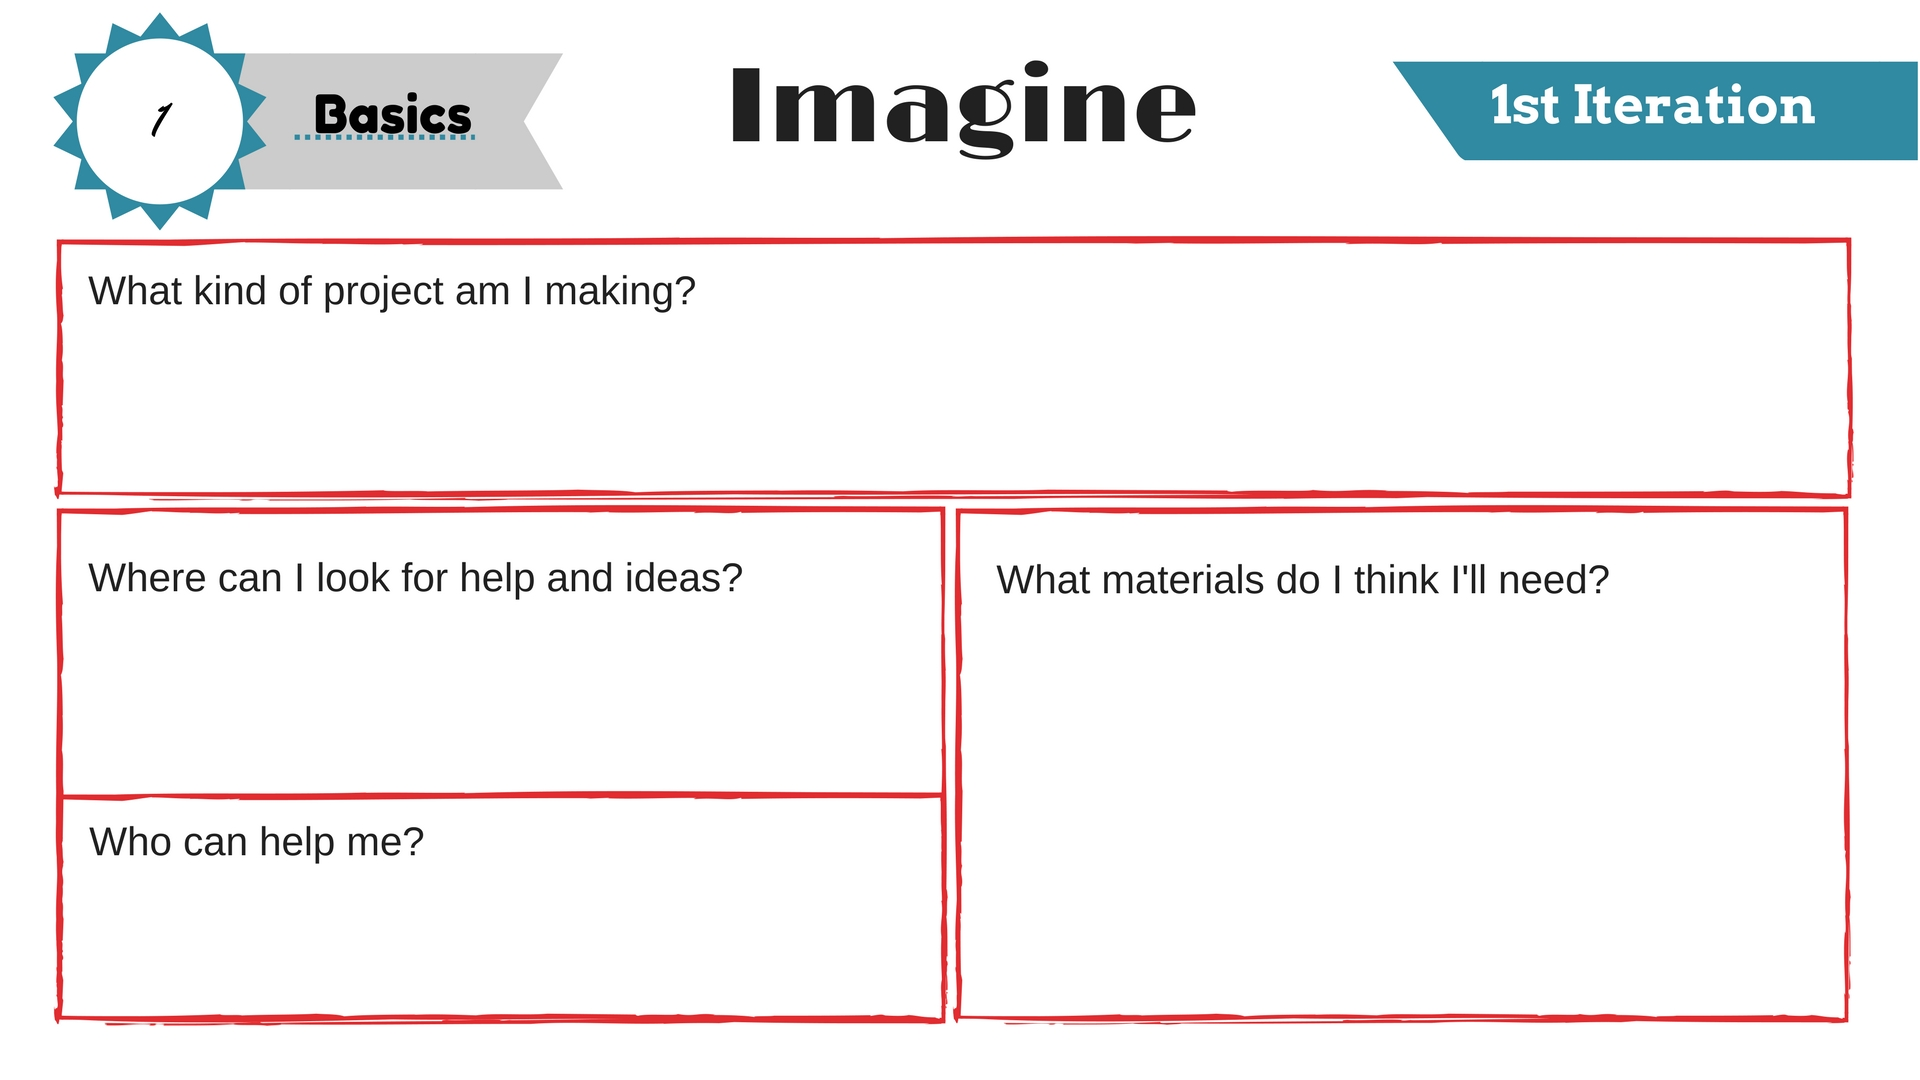 1
Basics
Imagine
1st Iteration
What kind of project am I making?
Where can I look for help and ideas?
What materials do I think I'll need?
Who can help me?